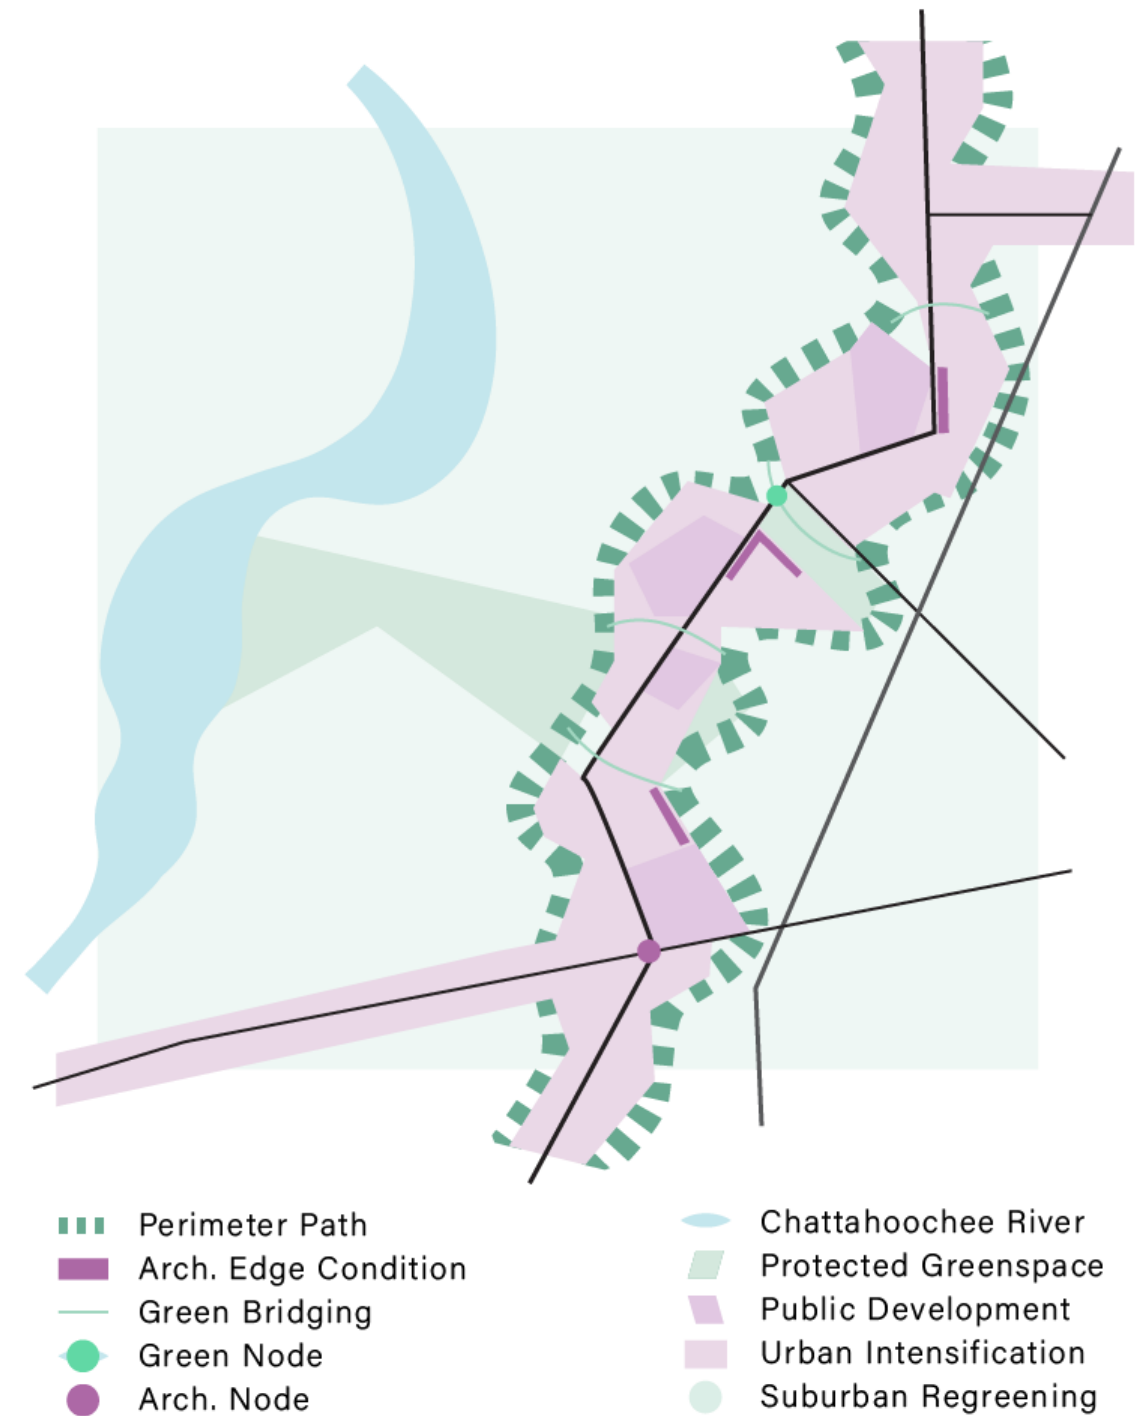 Perimeter Path
Arch. Edge Condition
Green Bridging
Green Node
Arch. Node
Chattahoochee River
Protected Greenspace
Public Development
Urban Intensification
Suburban Regreening